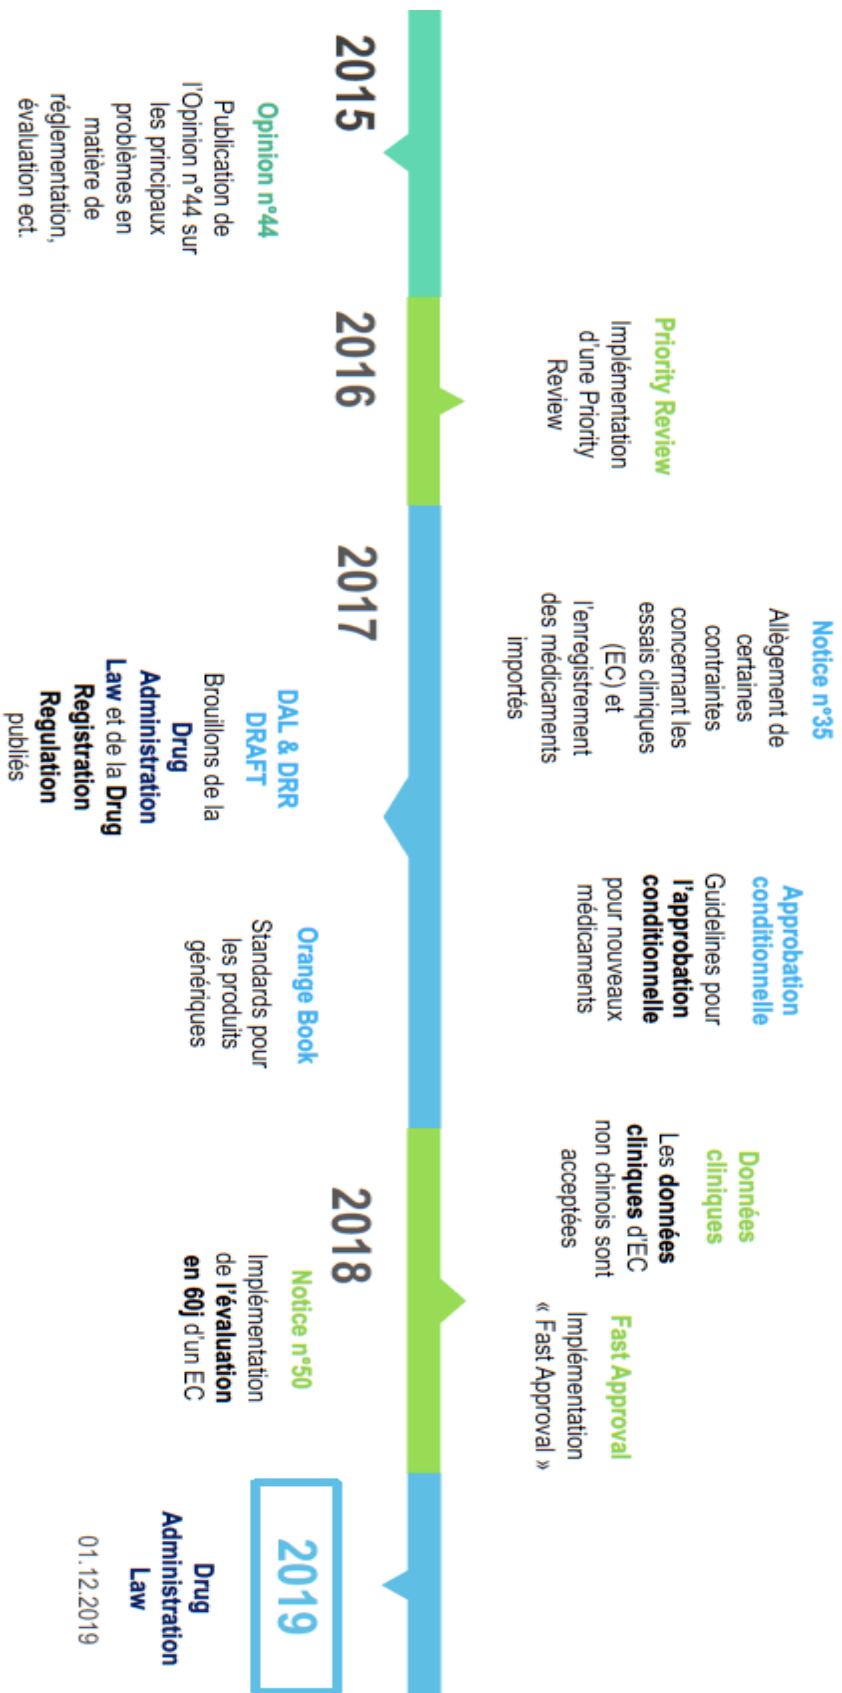 2015
Opinion n°44
Publication de
l'Opinion n°44 sur
les principaux
problèmes en
matière de
réglementation,
évaluation ect.
2016
Priority Review
Implémentation
d'une Priority
Review
2017
Notice n°35
Allègement de
certaines
contraintes
concernant les
essais cliniques
(EC) et
l'enregistrement
des médicaments
importés
DAL & DRR
DRAFT
Brouillons de la
Drug
Administration
Law et de la Drug
Registration
Regulation
publiés
Approbation
conditionnelle
Guidelines pour
l'approbation
conditionnelle
pour nouveaux
médicaments
Orange Book
Standards pour
les produits
génériques
2018
Données
cliniques
Les données
cliniques d'EC
non chinois sont
acceptées
Notice n°50
Implémentation
de l'évaluation
en 60j d'un EC
Fast Approval
Implémentation
« Fast Approval »
2019
Drug
Administration
Law
01.12.2019